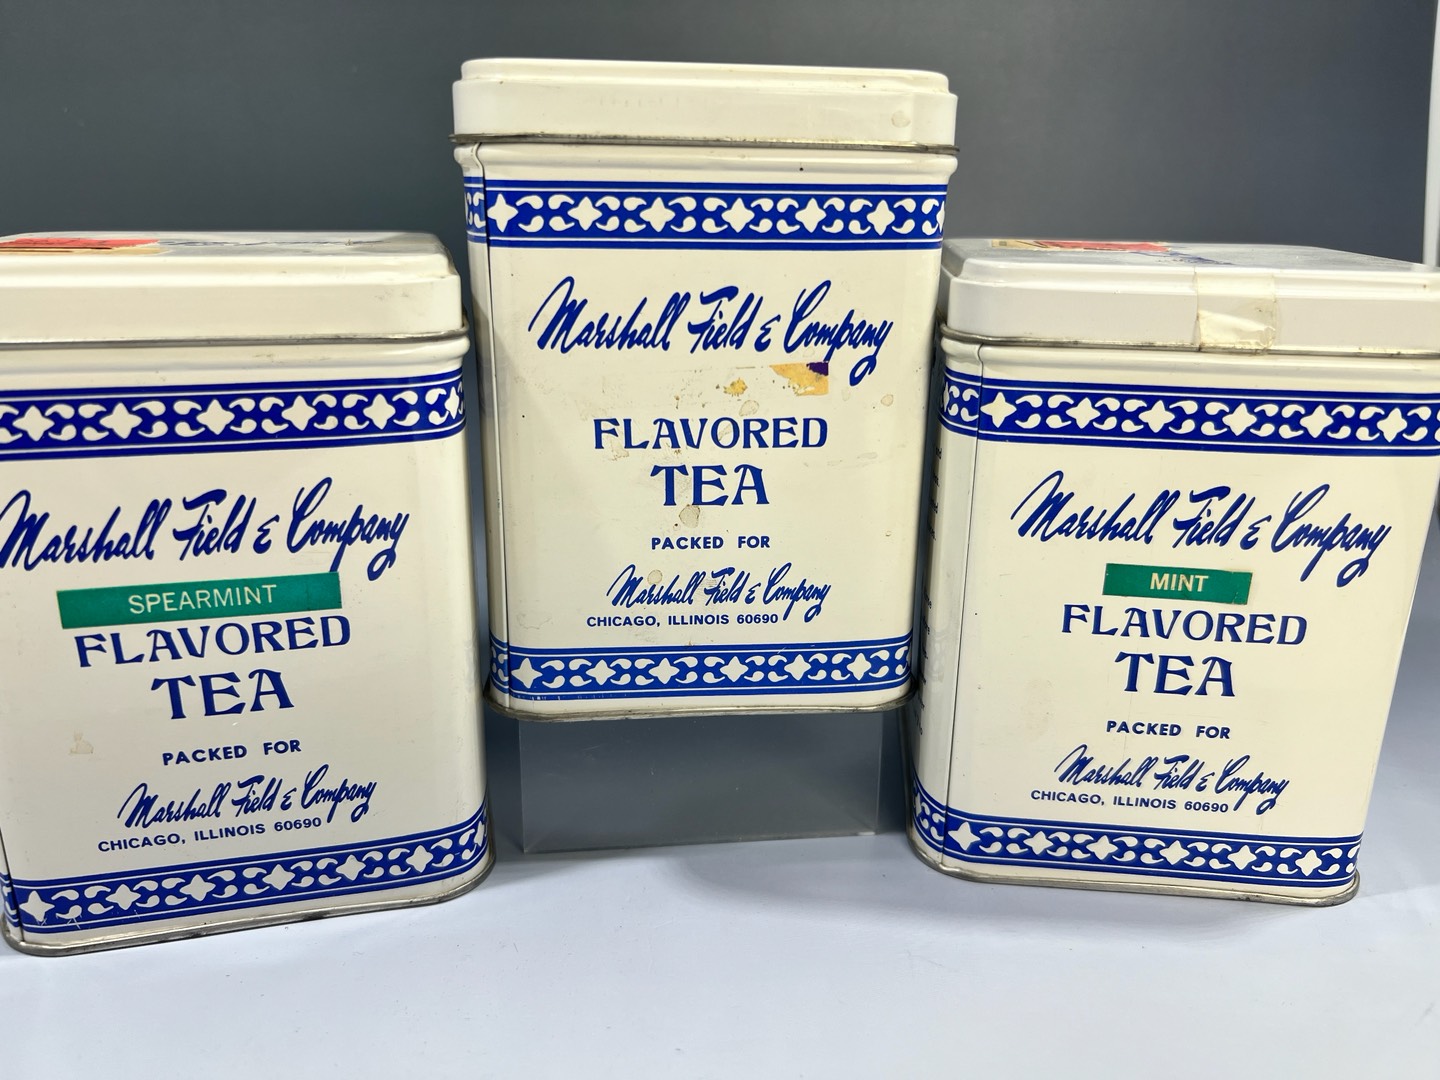 Marshall Field & Company
SPEARMINT
FLAVORED
TEA
PACKED FOR
Marshall Field & Company
CHICAGO, ILLINOIS 60690
Marshall Field & Company
FLAVORED
TEA
PACKED FOR
Marshall Field & Company
CHICAGO, ILLINOIS 60690
Marshall Field & Company
MINT
FLAVORED
TEA
PACKED FOR
Marshall Field & Company
CHICAGO, ILLINOIS 60690